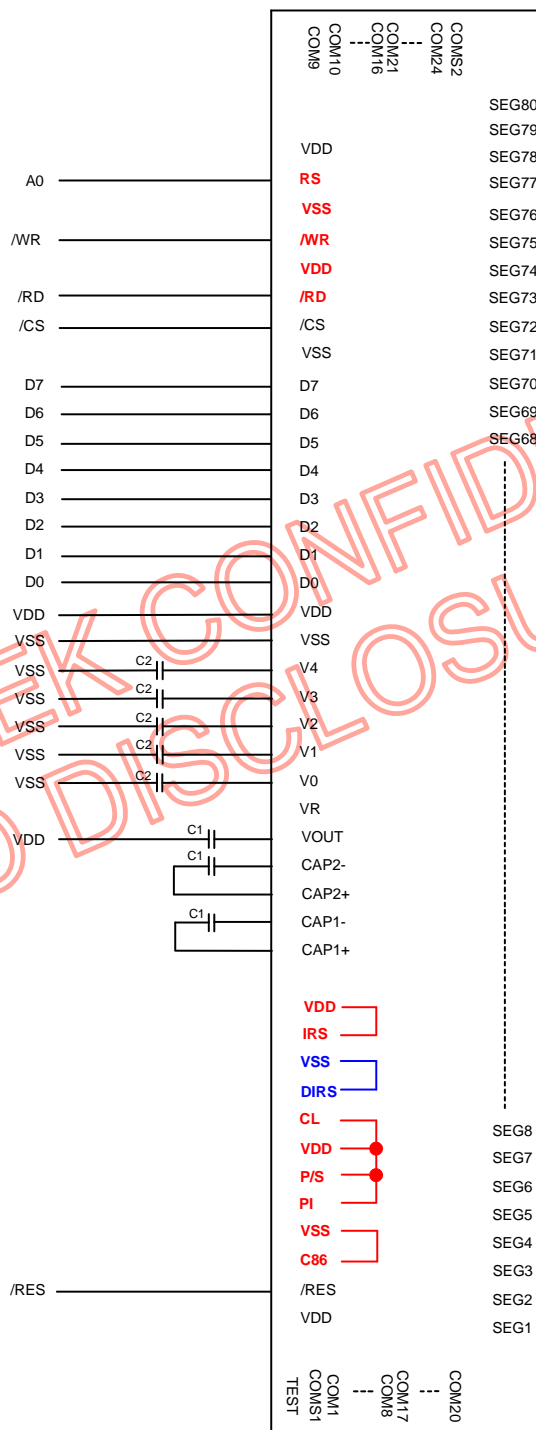 COM9
COM10
COM16
COM21
COM24
COMS2
SEG80
SEG79
SEG78
SEG77
SEG76
SEG75
SEG74
SEG73
SEG72
SEG71
SEG70
SEG69
SEG68
VDD
A0 RS
VSS
/WR /WR
VDD
/RD /RD
/CS /CS
VSS
D7 D7
D6 D6
D5 D5
D4 D4
D3 D3
D2 D2
D1 D1
D0 D0
VDD VDD
VSS VSS
VSS C2 V4
VSS C2 V3
VSS C2 V2
VSS C2 V1
VSS C2 V0
VR
VDD C1 VOUT
C1 CAP2-
CAP2+
C1 CAP1-
CAP1+
VDD
IRS
VSS
DIRS
CL
VDD
P/S
PI
VSS
C86
/RES /RES
VDD
SEG8
SEG7
SEG6
SEG5
SEG4
SEG3
SEG2
SEG1
TEST
COMS1
COM1
COM8
COM17
COM20